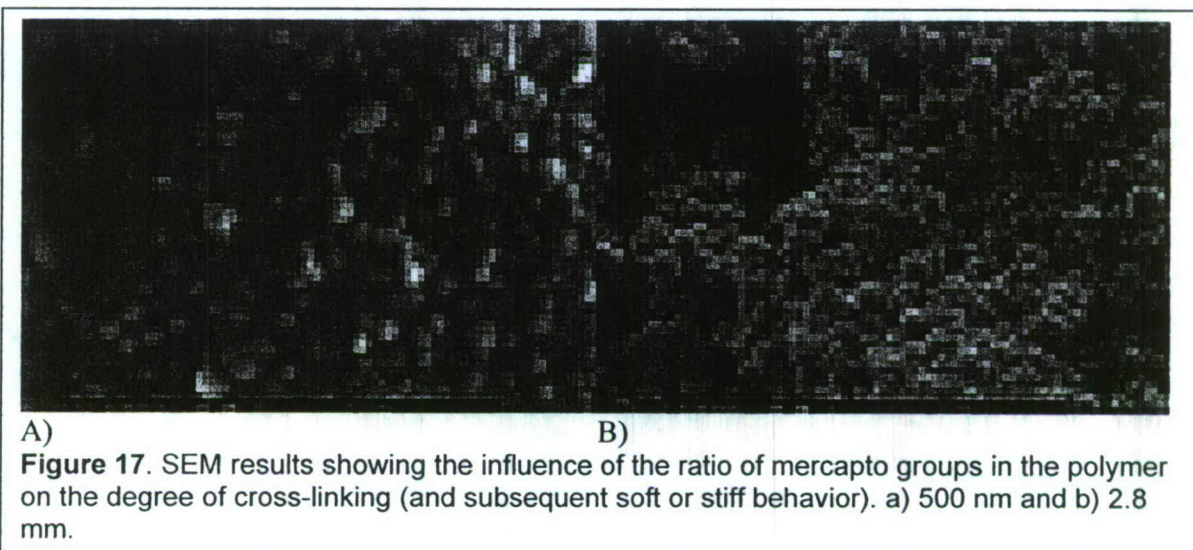 A) B)
Figure 17. SEM results showing the influence of the ratio of mercapto groups in the polymer
on the degree of cross-linking (and subsequent soft or stiff behavior). a) 500 nm and b) 2.8
mm.